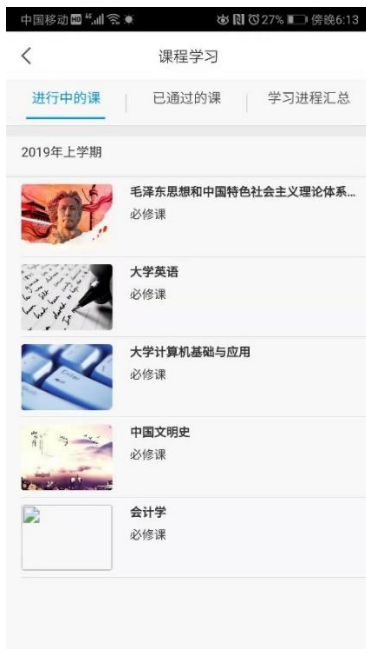 中国移动 HD 4G 27% 傍晚6:13
课程学习
进行中的课 已通过的课 学习进程汇总
2019年上学期
毛泽东思想和中国特色社会主义理论体系...
必修课
大学英语
必修课
Enter
大学计算机基础与应用
必修课
中国文明史
必修课
会计学
必修课